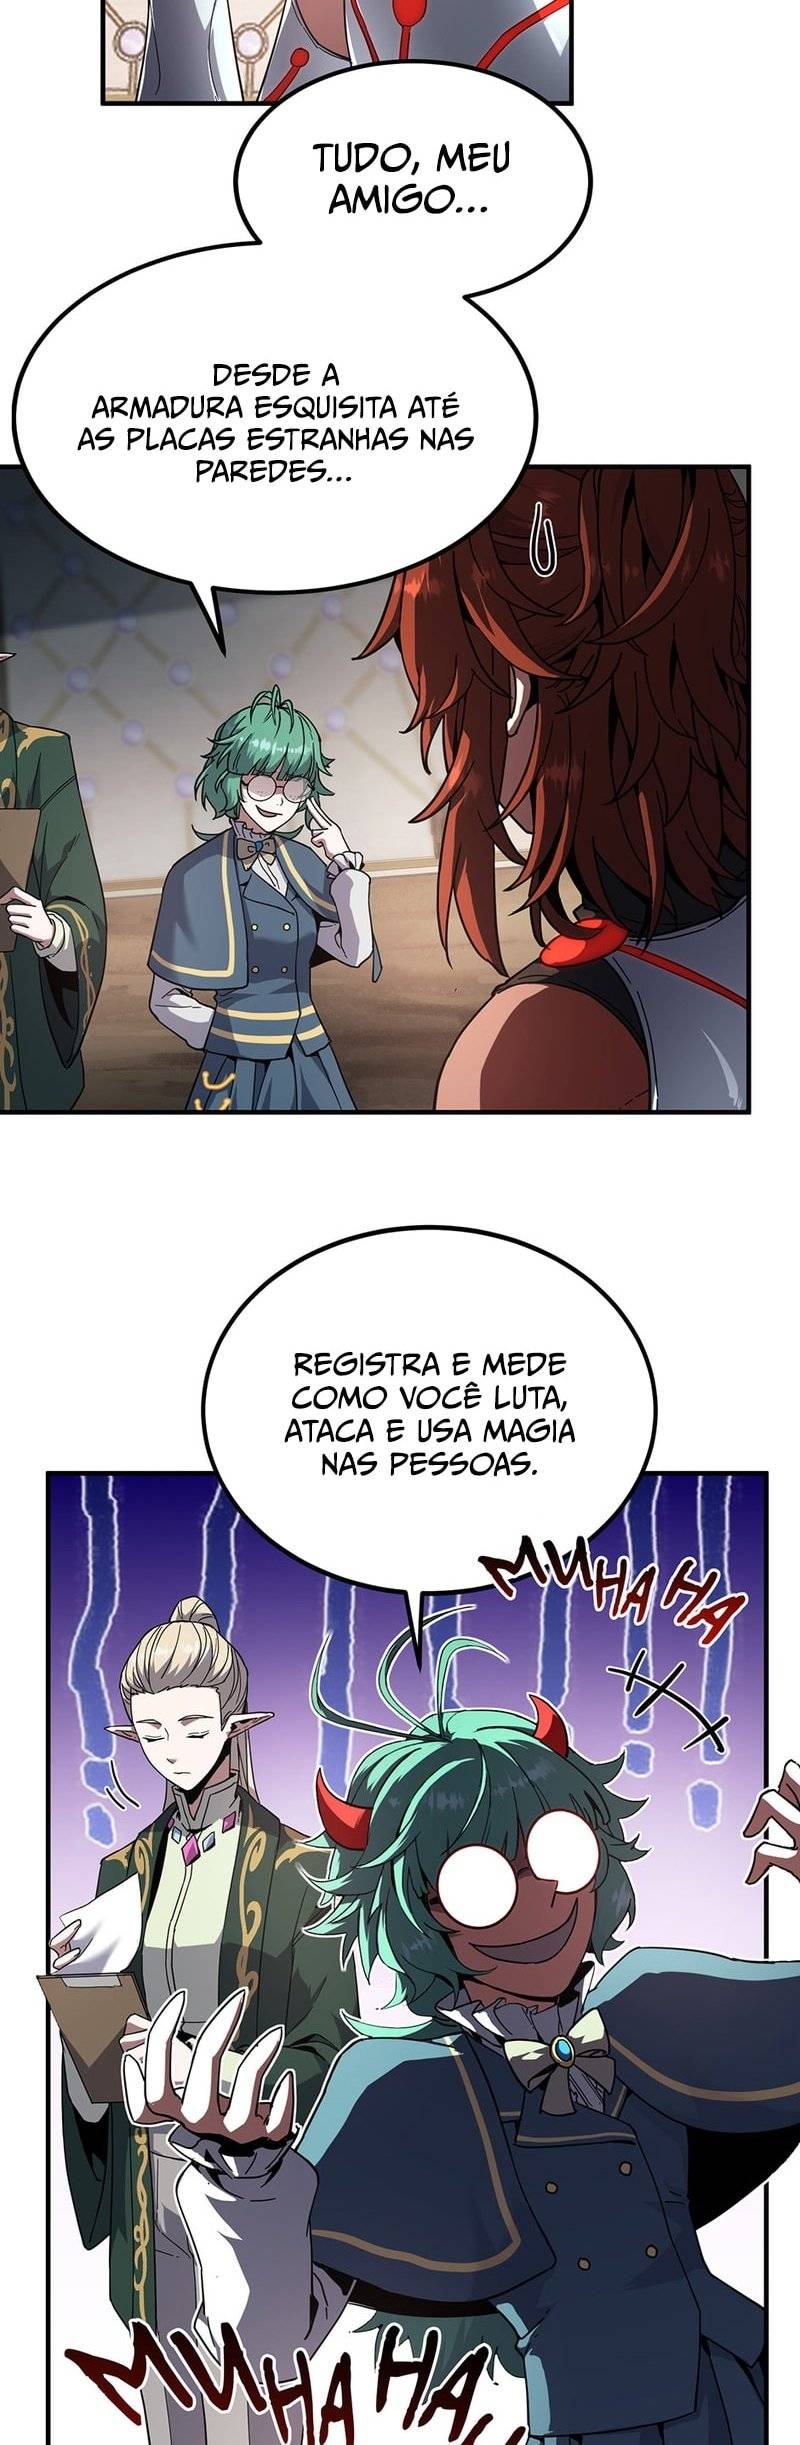 TUDO, MEU
AMIGO...
DESDE A
ARMADURA ESQUISITA ATÉ
AS PLACAS ESTRANHAS NAS
PAREDES...
REGISTRA E MEDE
COMO VOCÊ LUTA,
ATACA E USA MAGIA
NAS PESSOAS.
MUHAHA
MUHAHA